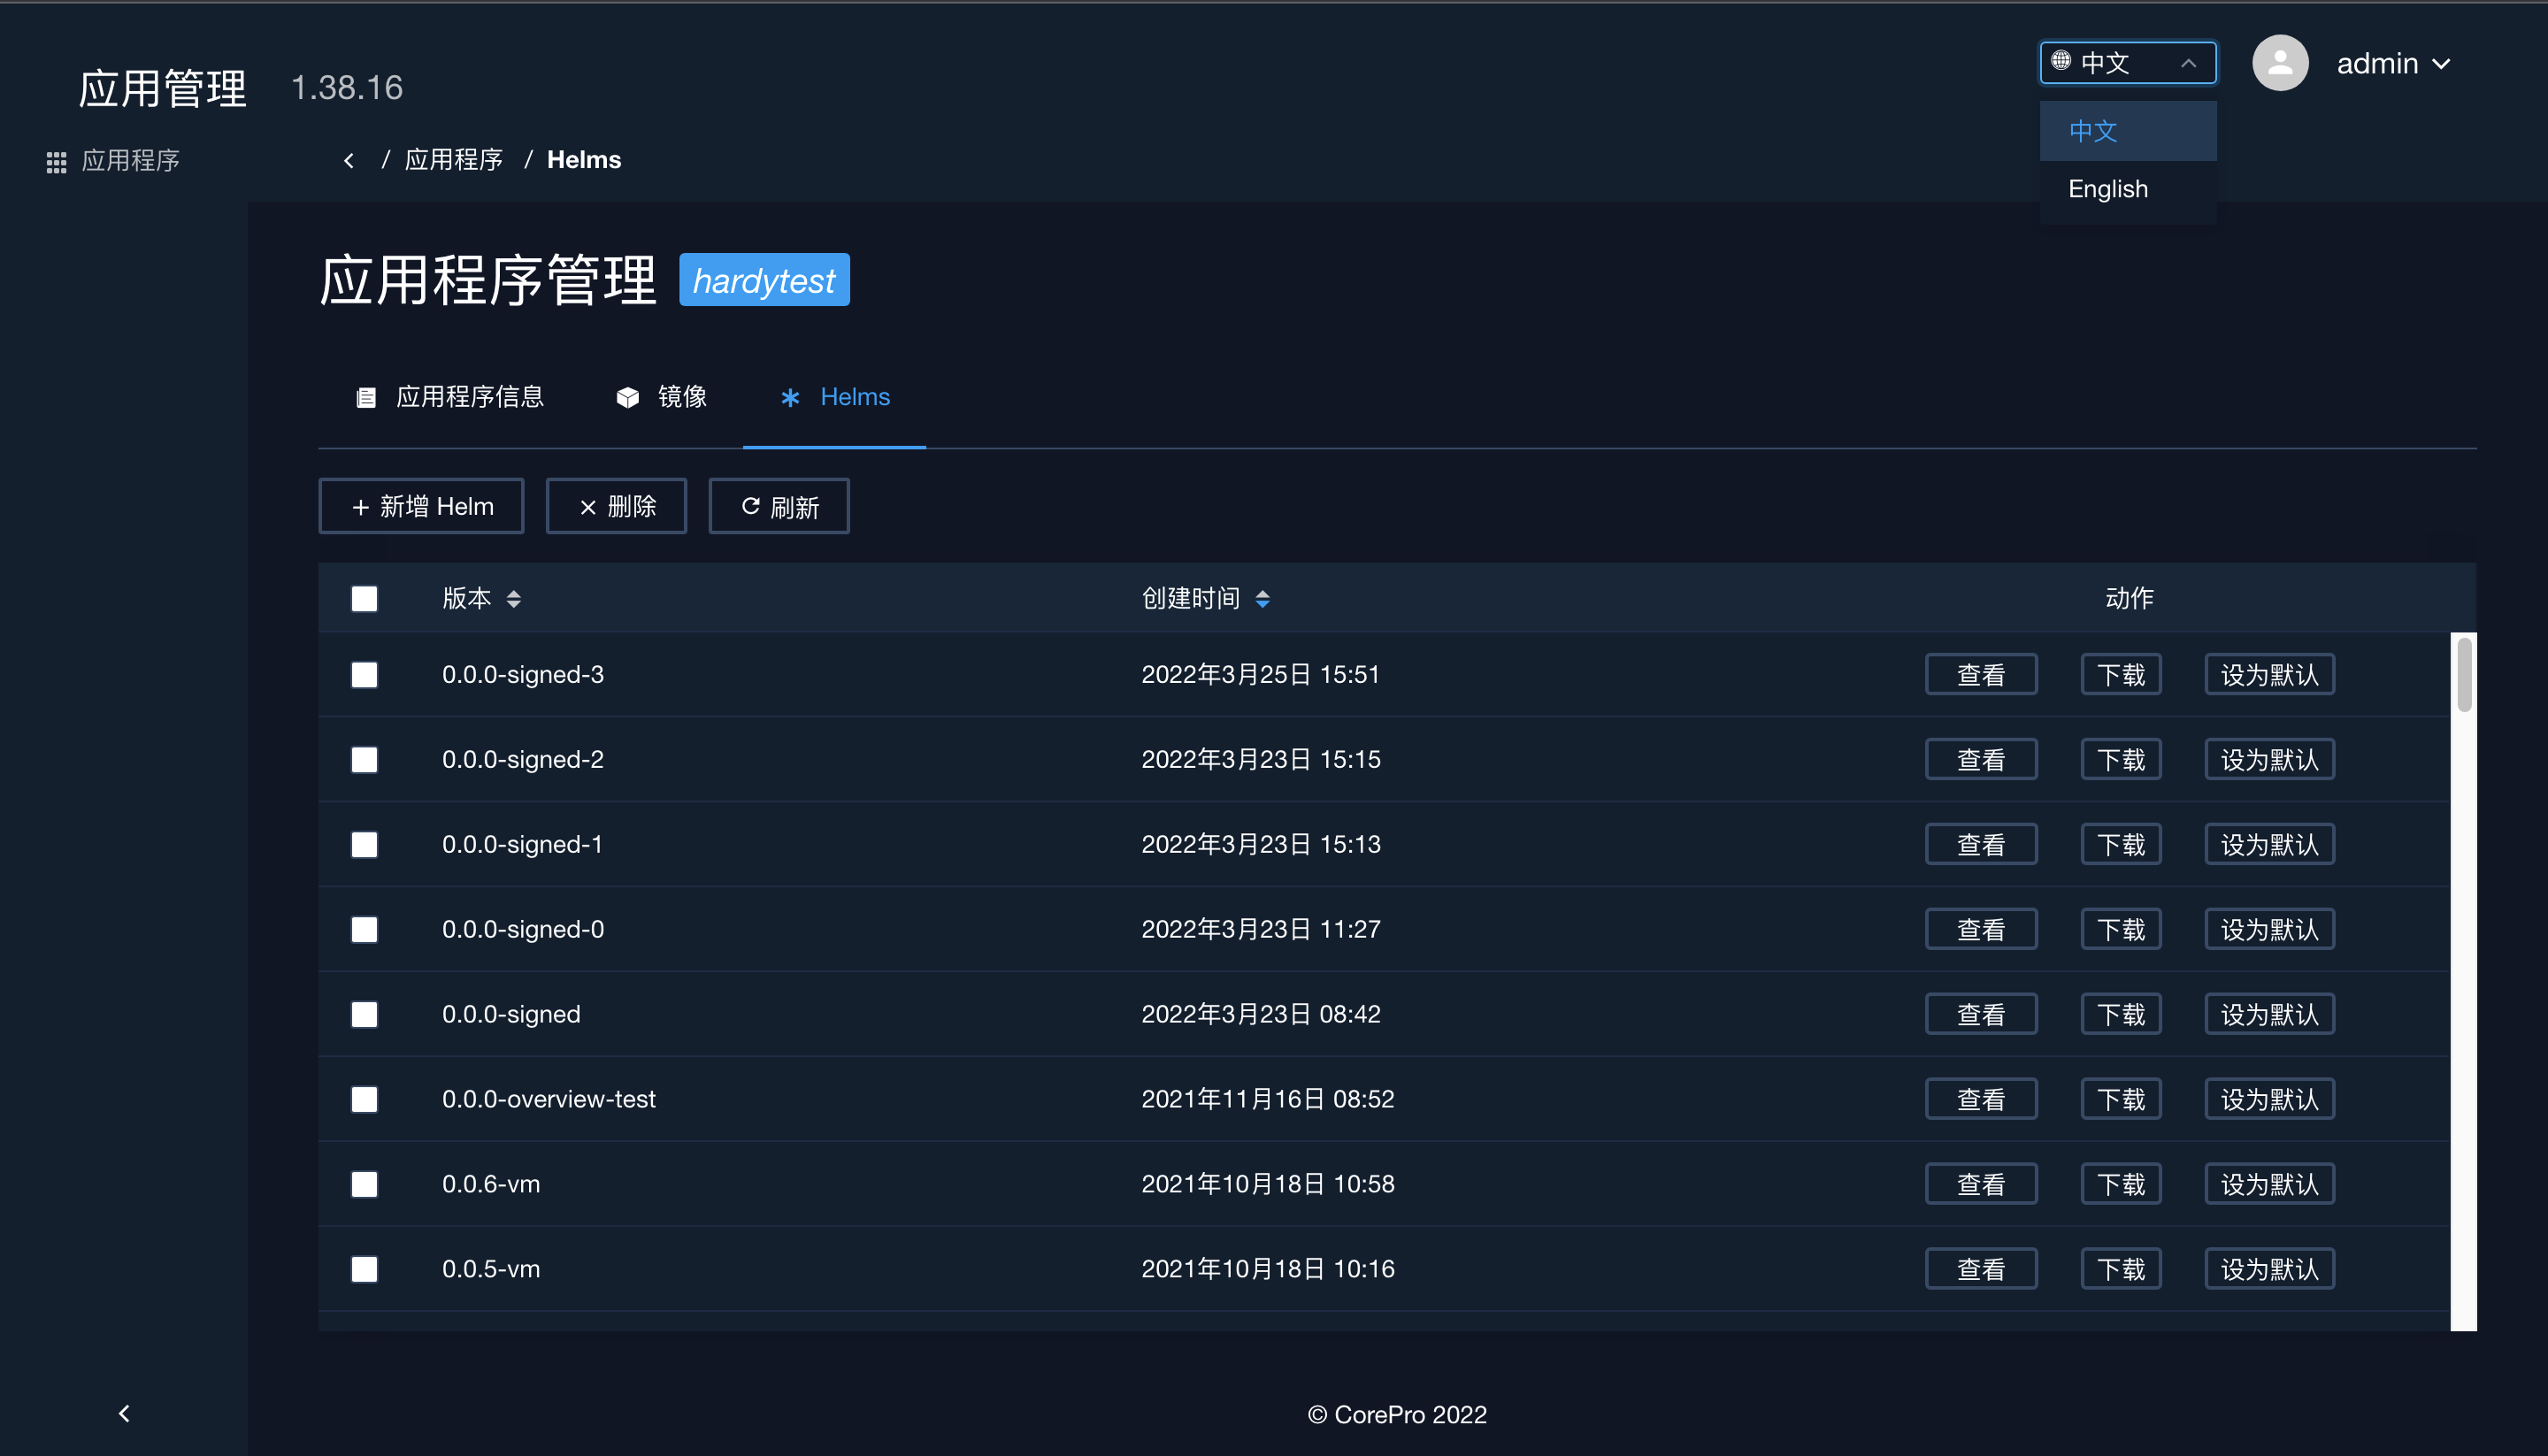 应用管理 1.38.16
中文
admin
中文
English
应用程序
/ 应用程序 / Helms
应用程序管理 hardytest
应用程序信息 镜像 Helms
+ 新增 Helm × 删除 刷新
版本 创建时间 动作
0.0.0-signed-3 2022年3月25日 15:51 查看 下载 设为默认
0.0.0-signed-2 2022年3月23日 15:15 查看 下载 设为默认
0.0.0-signed-1 2022年3月23日 15:13 查看 下载 设为默认
0.0.0-signed-0 2022年3月23日 11:27 查看 下载 设为默认
0.0.0-signed 2022年3月23日 08:42 查看 下载 设为默认
0.0.0-overview-test 2021年11月16日 08:52 查看 下载 设为默认
0.0.6-vm 2021年10月18日 10:58 查看 下载 设为默认
0.0.5-vm 2021年10月18日 10:16 查看 下载 设为默认
© CorePro 2022